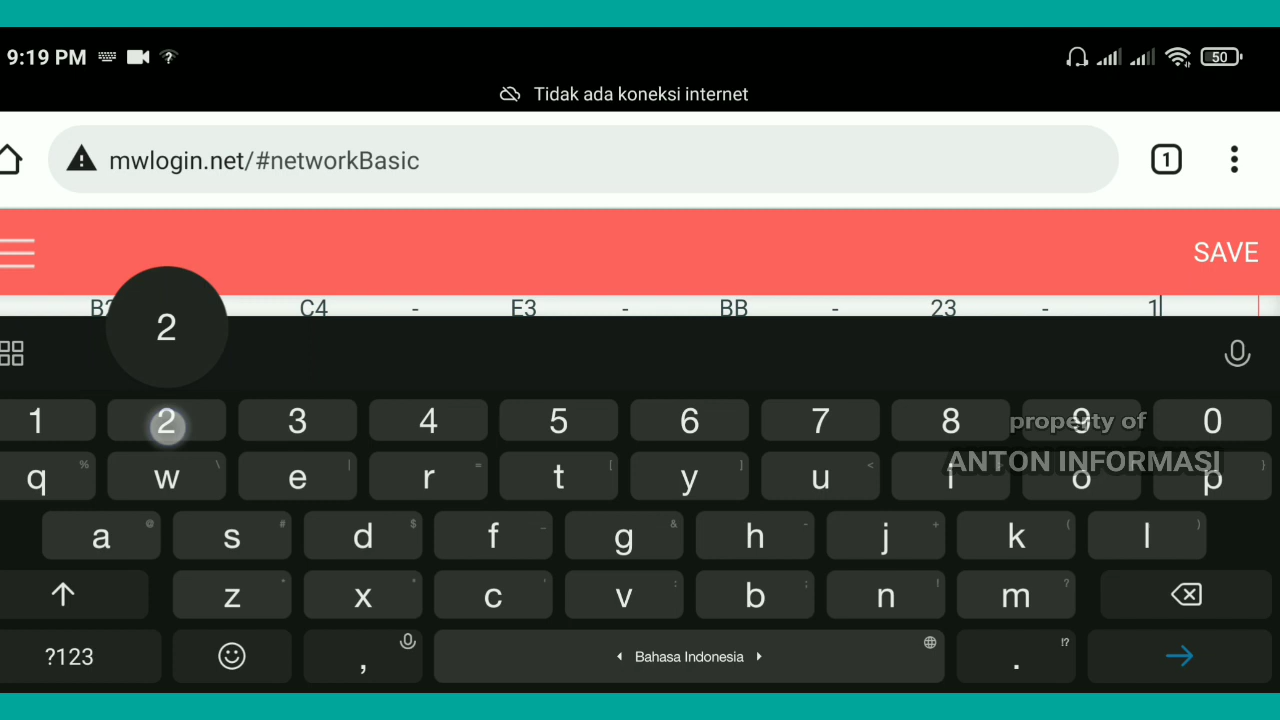 9:19 PM 50
Tidak ada koneksi internet
mwlogin.net/#networkBasic 1
SAVE
C4 - E3 - BB - 23 - 1
2
1 2 3 4 5 6 7 8 9 0
property of
q % w \ e | r = t [ y ] u < i o p }
ANTON INFORMASI
a @ s # d $ f _ g & h - j + k ( l )
z x c ' v : b ; n ! m ?
?123 , Bahasa Indonesia . !?